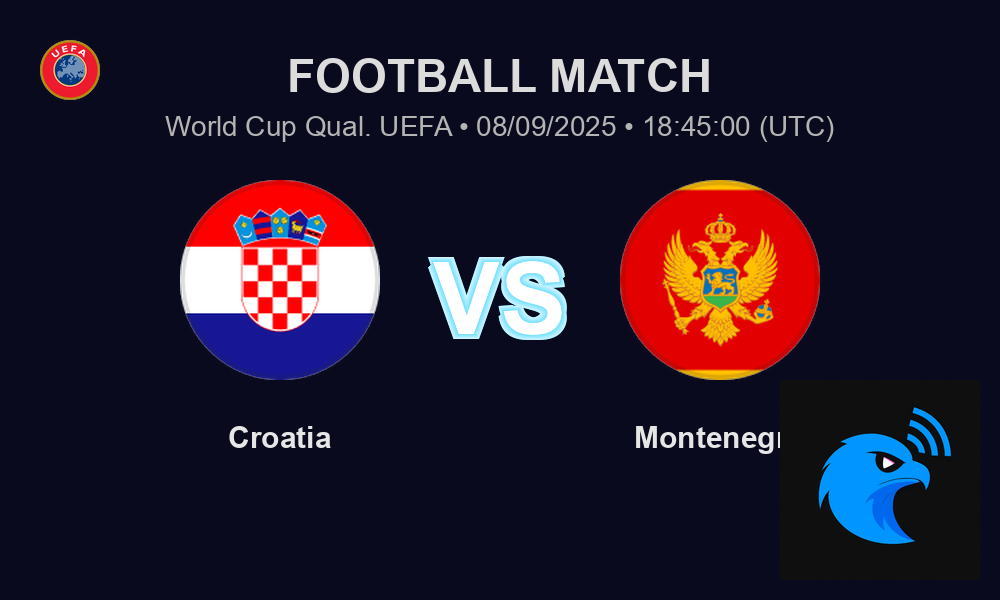 UEFA
FOOTBALL MATCH
World Cup Qual. UEFA • 08/09/2025 • 18:45:00 (UTC)
VS
Croatia
Montenegr